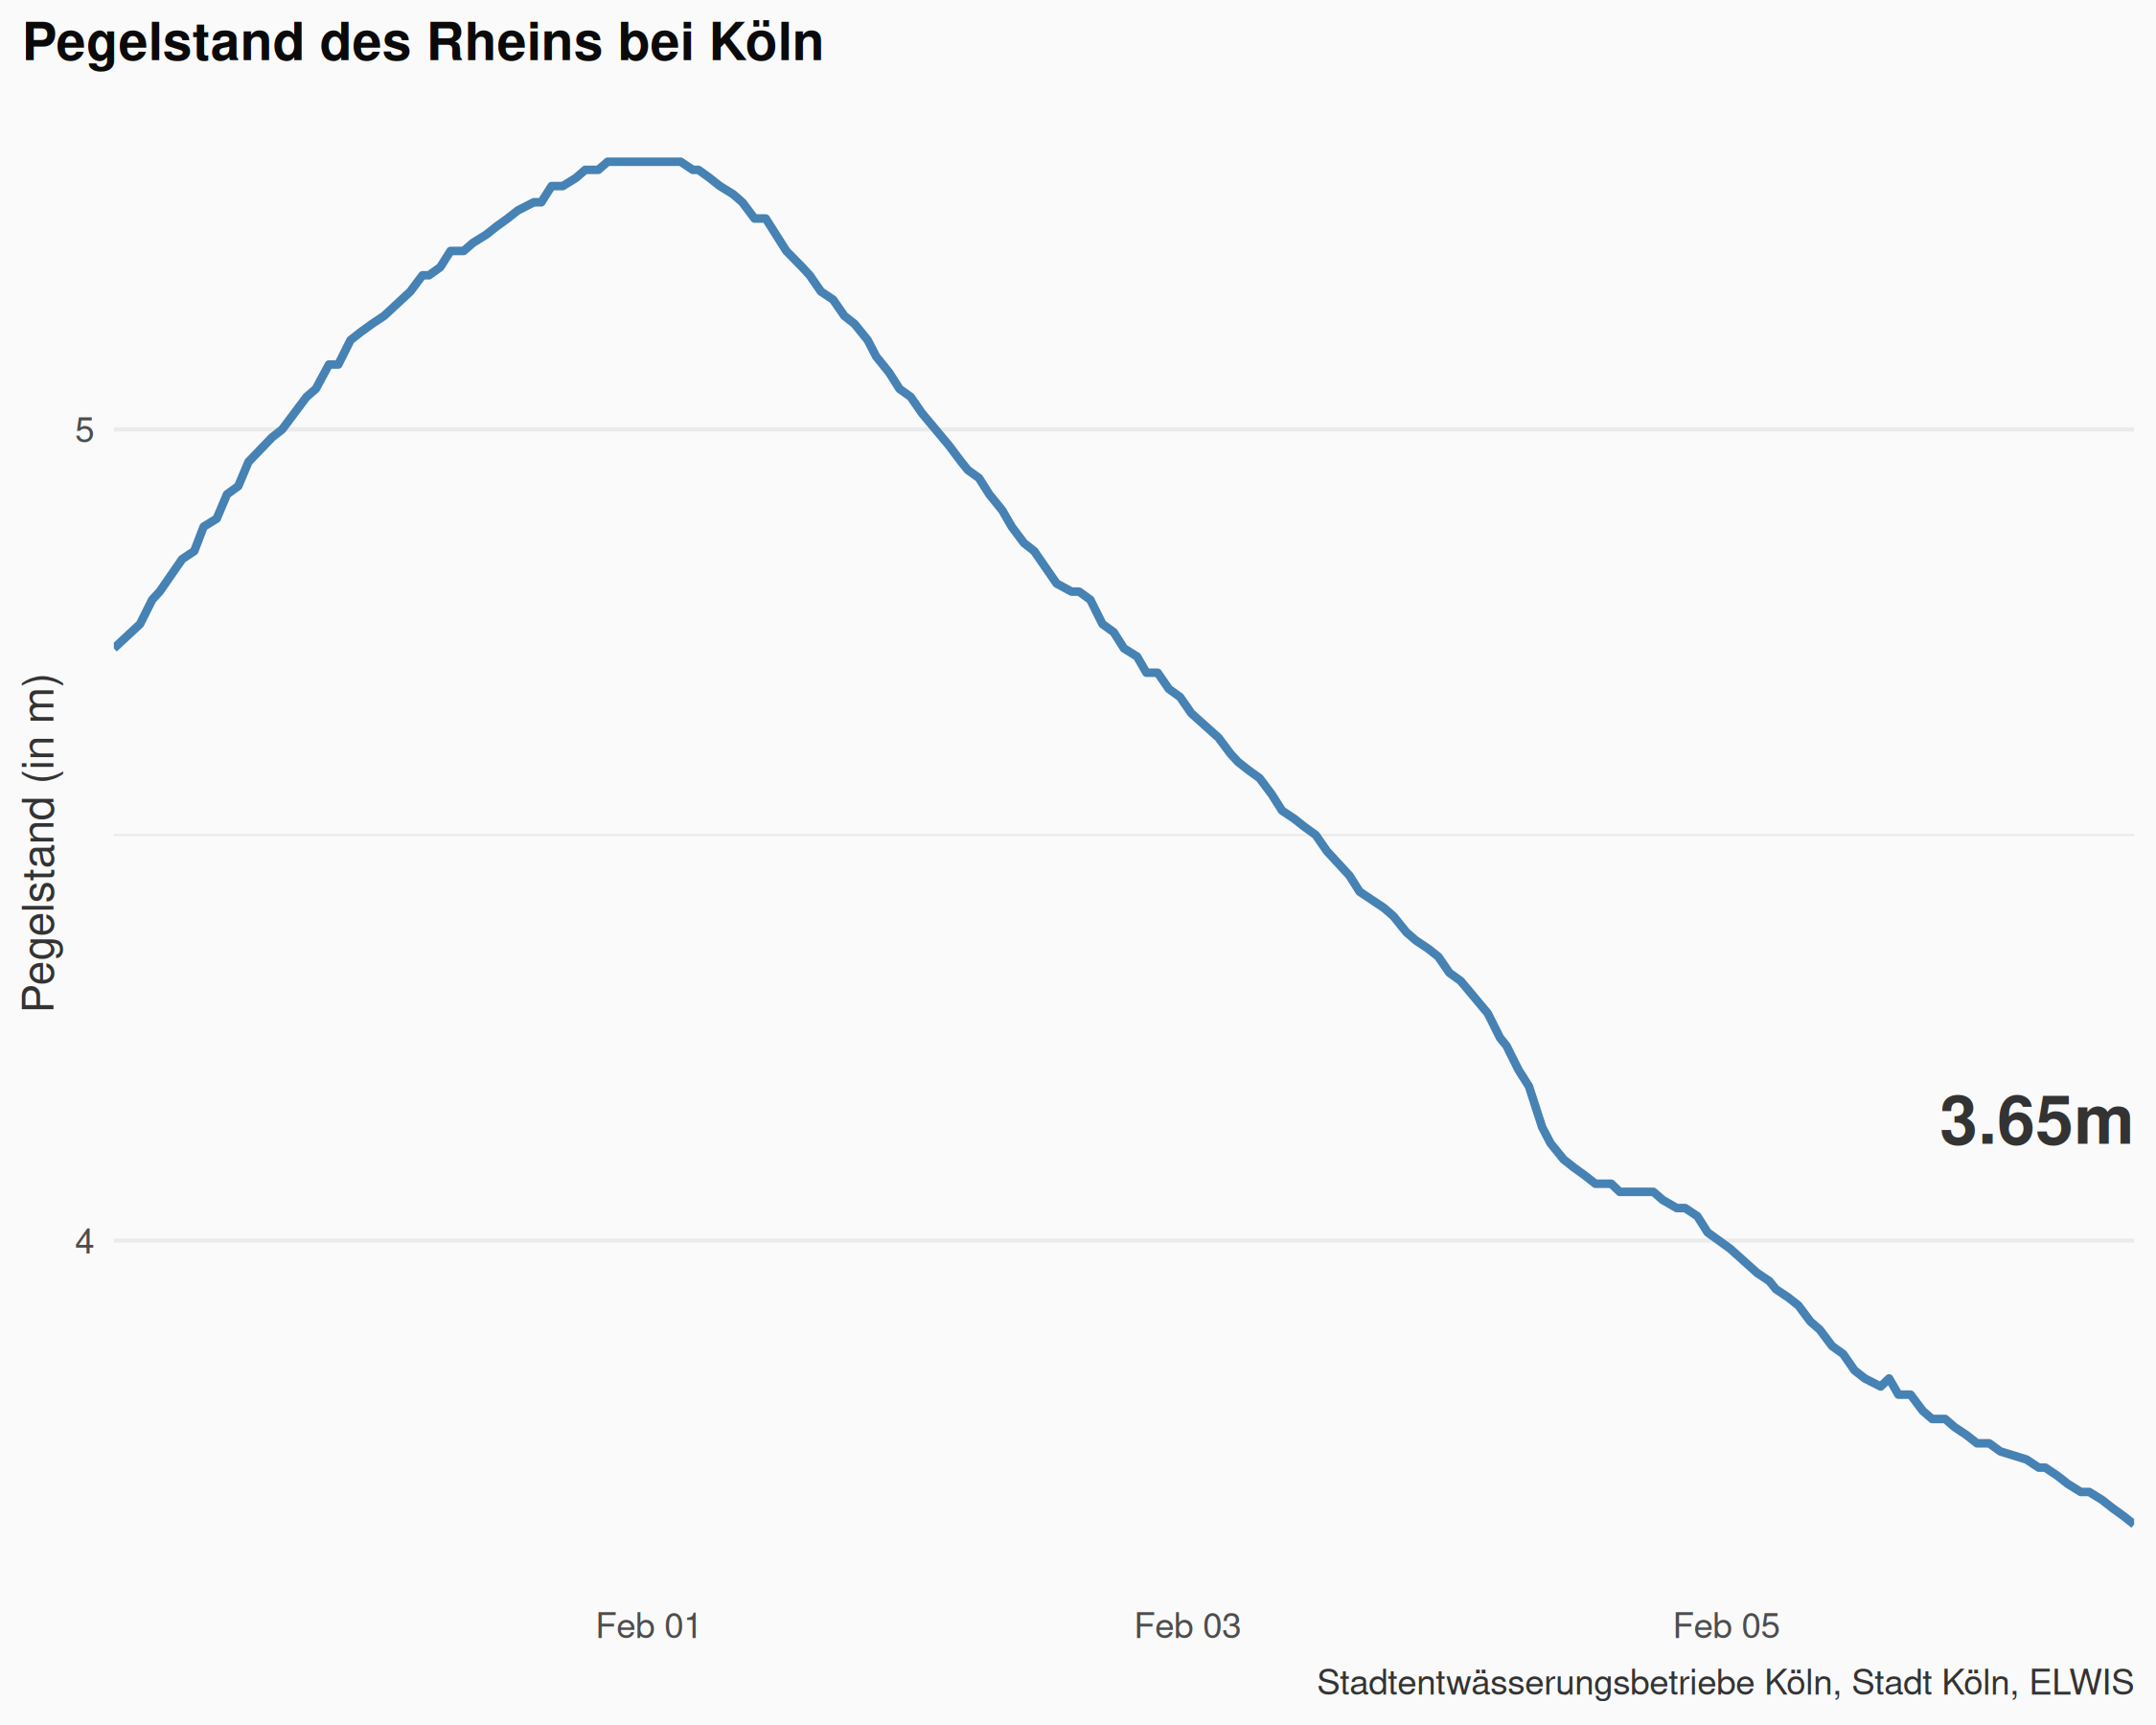 Pegelstand des Rheins bei Köln
Pegelstand (in m)
5
4
3.65m
Feb 01
Feb 03
Feb 05
Stadtentwässerungsbetriebe Köln, Stadt Köln, ELWIS